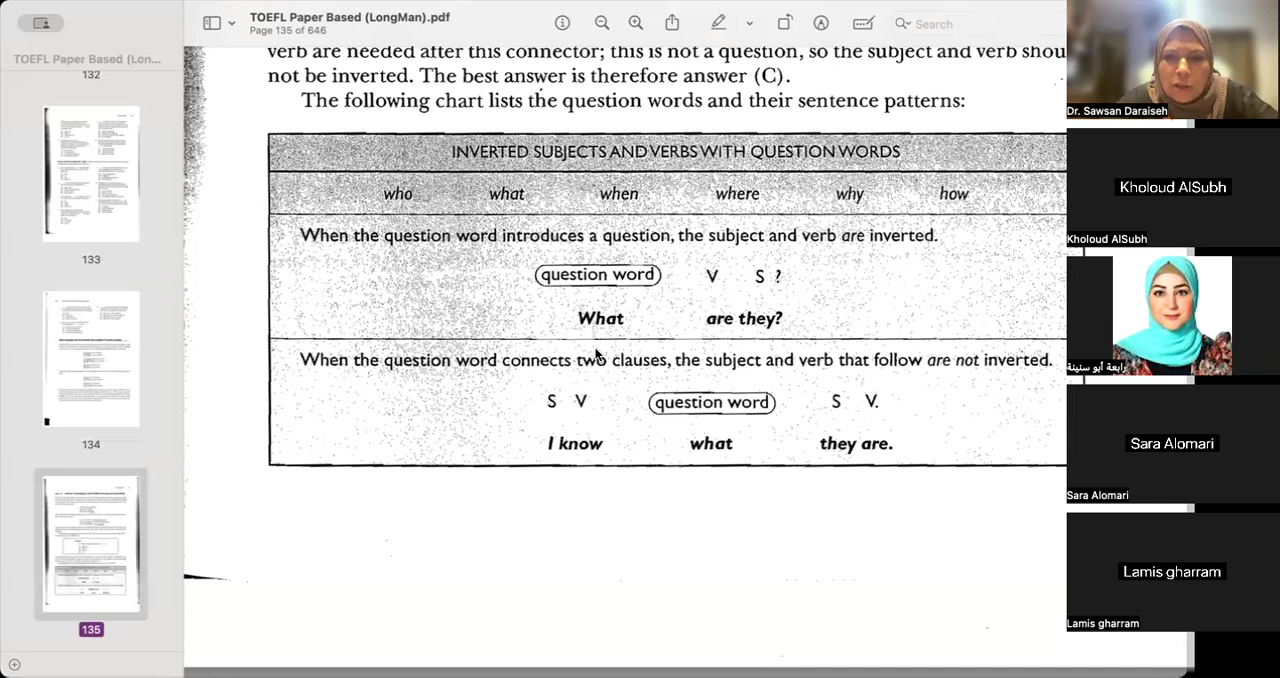 TOEFL Paper Based (LongMan).pdf
Page 135 of 646
Search
TOEFL Paper Based (Lon...
132
133
134
135
verb are needed after this connector; this is not a question, so the subject and verb shou
not be inverted. The best answer is therefore answer (C).
The following chart lists the question words and their sentence patterns:
INVERTED SUBJECTS AND VERBS WITH QUESTION WORDS
who what when where why how
When the question word introduces a question, the subject and verb are inverted.
question word V S ?
What are they?
When the question word connects two clauses, the subject and verb that follow are not inverted.
S V question word S V.
I know what they are.
Dr. Sawsan Daraiseh
Kholoud AlSubh
Kholoud AlSubh
رابعة أبو سنينة
Sara Alomari
Sara Alomari
Lamis gharram
Lamis gharram